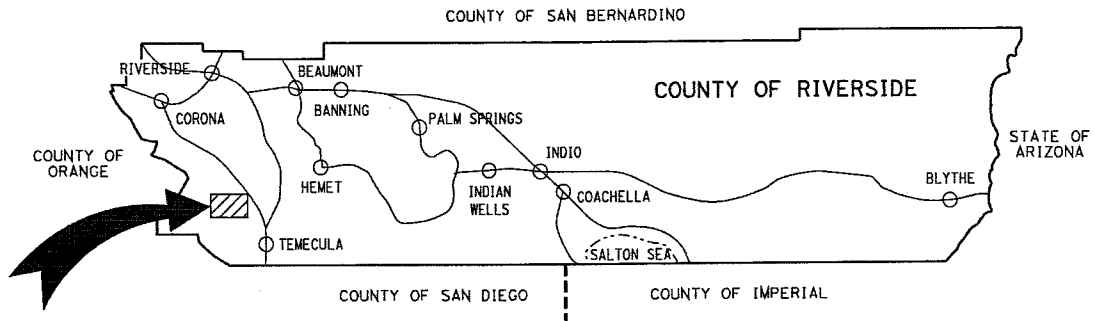 COUNTY OF SAN BERNARDINO
RIVERSIDE
BEAUMONT
COUNTY OF RIVERSIDE
CORONA
BANNING
PALM SPRINGS
STATE OF
ARIZONA
COUNTY OF
ORANGE
INDIO
HEMET
INDIAN
WELLS
COACHELLA
BLYTHE
TEMECULA
SALTON SEA
COUNTY OF SAN DIEGO
COUNTY OF IMPERIAL